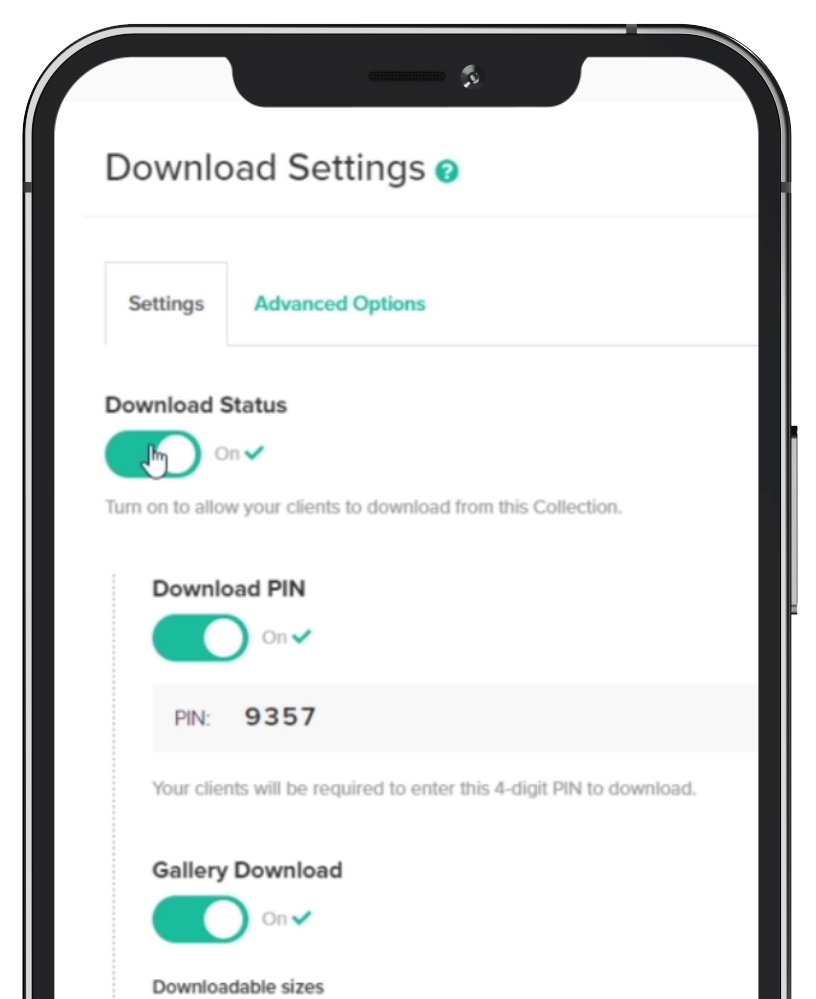 Download Settings ?
Settings Advanced Options
Download Status
On
Turn on to allow your clients to download from this Collection.
Download PIN
On
PIN: 9357
Your clients will be required to enter this 4-digit PIN to download.
Gallery Download
On
Downloadable sizes